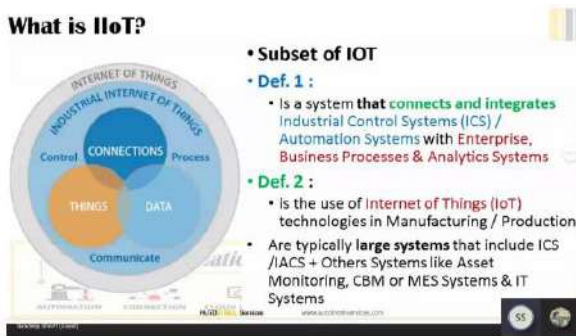 What is IIoT?
INTERNET OF THINGS
INDUSTRIAL INTERNET OF THINGS
CONNECTIONS
Control
Process
THINGS
DATA
Communicate
• Subset of IOT
• Def. 1 :
• Is a system that connects and integrates
Industrial Control Systems (ICS) /
Automation Systems with Enterprise,
Business Processes & Analytics Systems
• Def. 2 :
• Is the use of Internet of Things (IoT)
technologies in Manufacturing / Production
• Are typically large systems that include ICS
/IACS + Others Systems like Asset
Monitoring, CBM or MES Systems & IT
Systems
AUTOMATION
CONNECTION
Services
SS